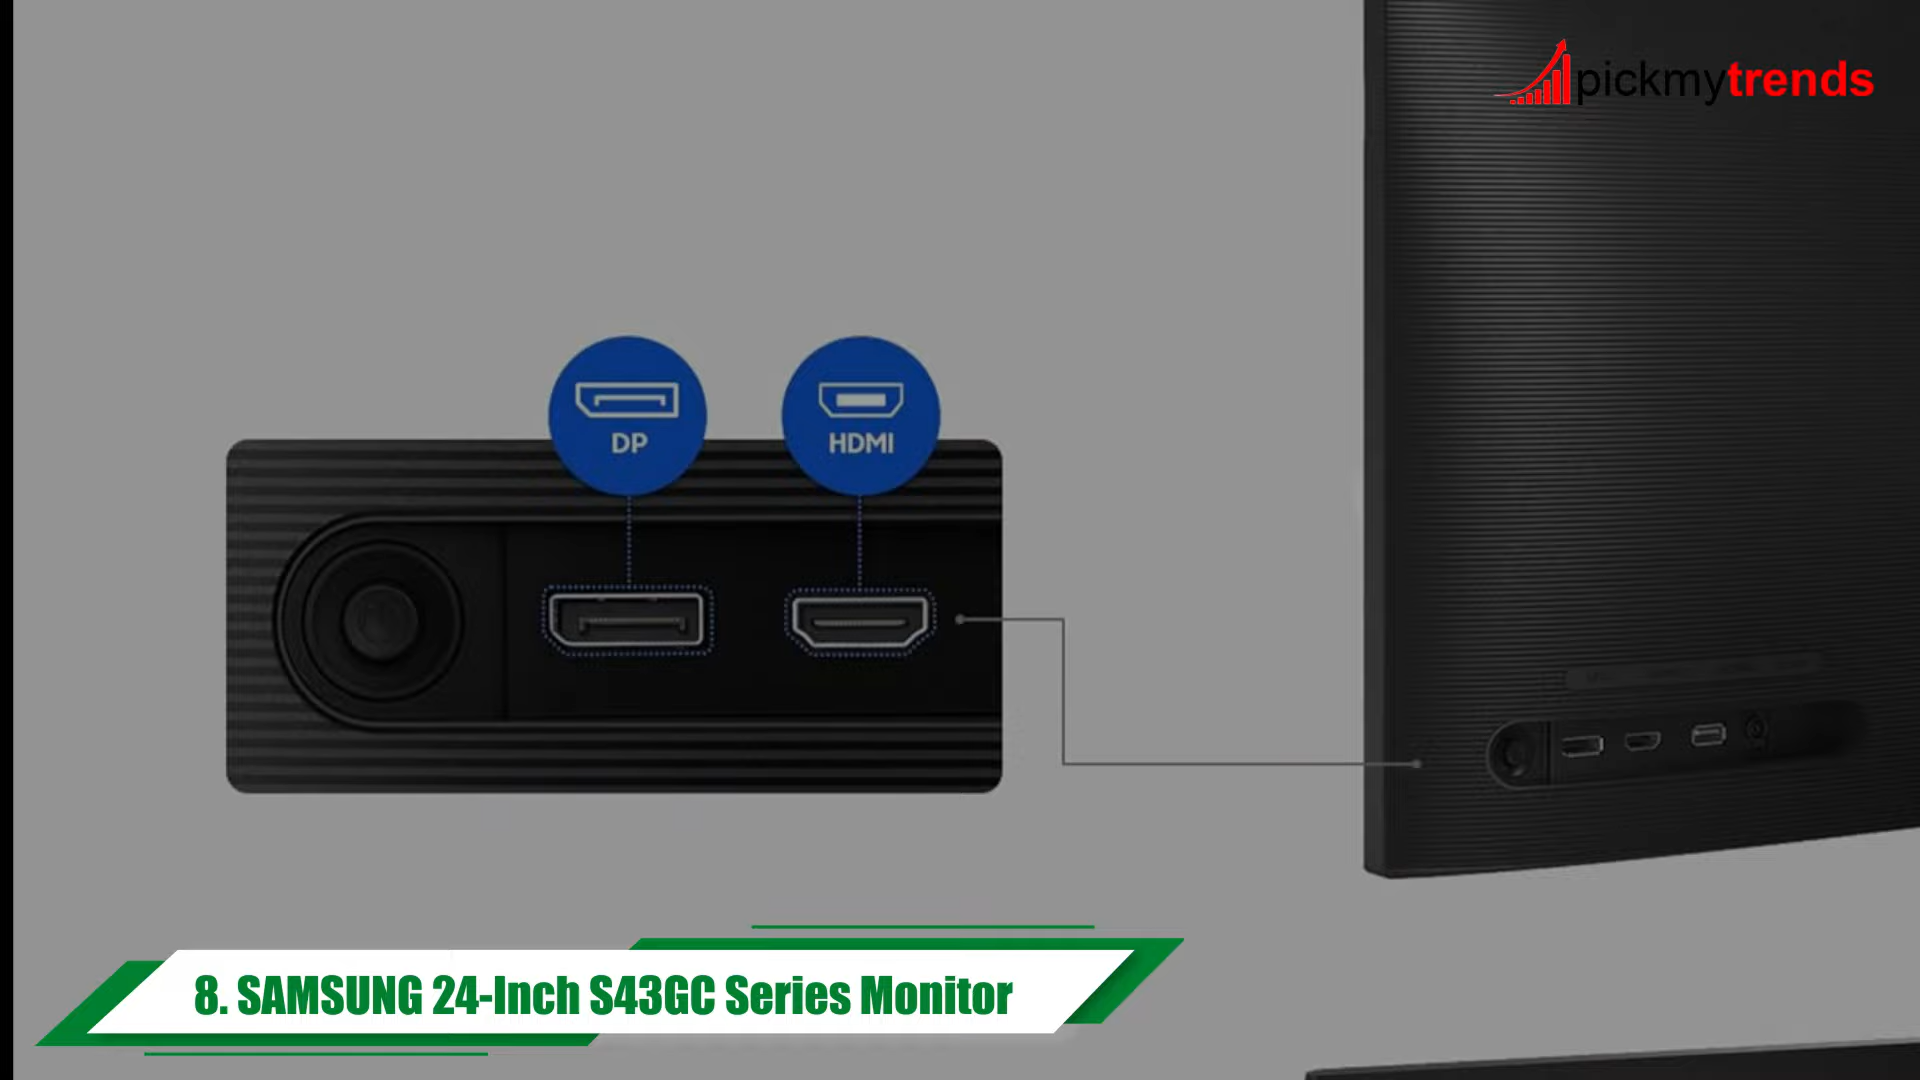 pickmytrends
DP
HDMI
8. SAMSUNG 24-Inch S43GC Series Monitor